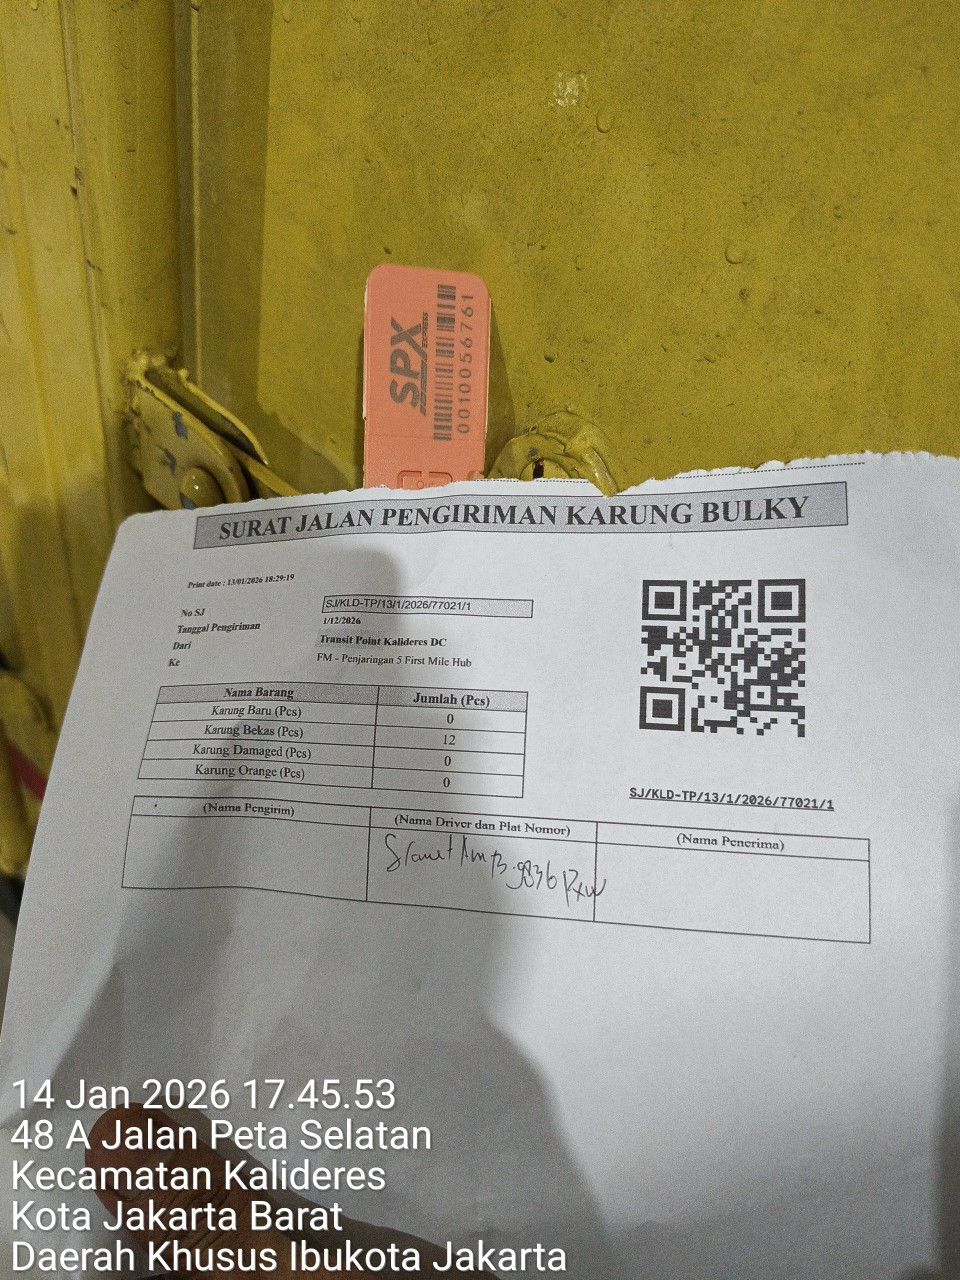 SPX
EXPRESS
0010056761
SURAT JALAN PENGIRIMAN KARUNG BULKY
Print date : 13/01/2026 18:29:19
No SJ SJ/KLD-TP/13/1/2026/77021/1
Tanggal Pengiriman 1/12/2026
Dari Transit Point Kalideres DC
Ke FM - Penjaringan 5 First Mile Hub
Nama Barang Jumlah (Pcs)
Karung Baru (Pcs) 0
Karung Bekas (Pcs) 12
Karung Damaged (Pcs) 0
Karung Orange (Pcs) 0
SJ/KLD-TP/13/1/2026/77021/1
(Nama Pengirim) (Nama Driver dan Plat Nomor) (Nama Penerima)
B.9836
14 Jan 2026 17.45.53
48 A Jalan Peta Selatan
Kecamatan Kalideres
Kota Jakarta Barat
Daerah Khusus Ibukota Jakarta